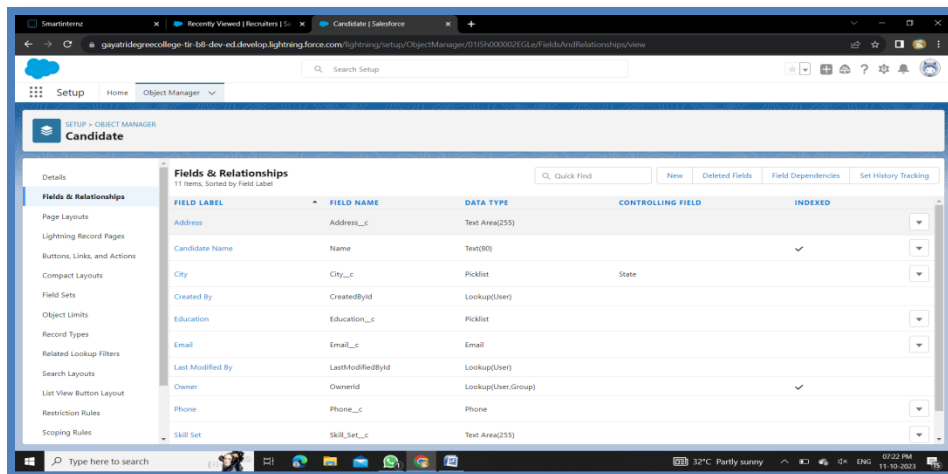 Smartinternz
Recently Viewed | Recruiters | Sa
Candidate | Salesforce
gayatridegreecollege-tir-b8-dev-ed.develop.lightning.force.com/lightning/setup/ObjectManager/01ISh000002EGLe/FieldsAndRelationships/view
Search Setup
Setup Home Object Manager
SETUP > OBJECT MANAGER
Candidate
Details
Fields & Relationships
Page Layouts
Lightning Record Pages
Buttons, Links, and Actions
Compact Layouts
Field Sets
Object Limits
Record Types
Related Lookup Filters
Search Layouts
List View Button Layout
Restriction Rules
Scoping Rules
Fields & Relationships
11 Items, Sorted by Field Label
Quick Find New Deleted Fields Field Dependencies Set History Tracking
FIELD LABEL FIELD NAME DATA TYPE CONTROLLING FIELD INDEXED
Address Address__c Text Area(255)
Candidate Name Name Text(80)
City City__c Picklist State
Created By CreatedById Lookup(User)
Education Education__c Picklist
Email Email__c Email
Last Modified By LastModifiedById Lookup(User)
Owner OwnerId Lookup(User,Group)
Phone Phone__c Phone
Skill Set Skill_Set__c Text Area(255)
Type here to search
32°C Partly sunny
ENG
07:22 PM
11-10-2023